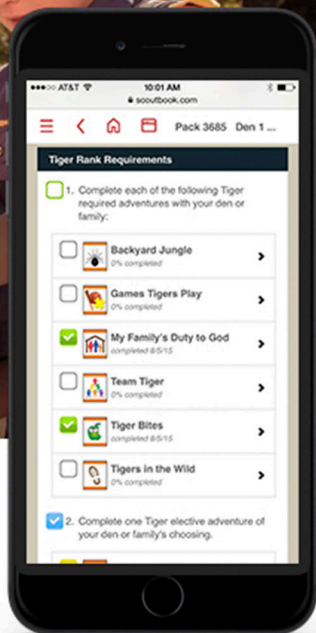 AT&T 10:01 AM
scoutbook.com
Pack 3685 Den 1 ...
Tiger Rank Requirements
1. Complete each of the following Tiger
required adventures with your den or
family:
Backyard Jungle
0% completed
Games Tigers Play
0% completed
My Family's Duty to God
completed 8/5/15
Team Tiger
0% completed
Tiger Bites
completed 8/5/15
Tigers in the Wild
0% completed
2. Complete one Tiger elective adventure of
your den or family's choosing.